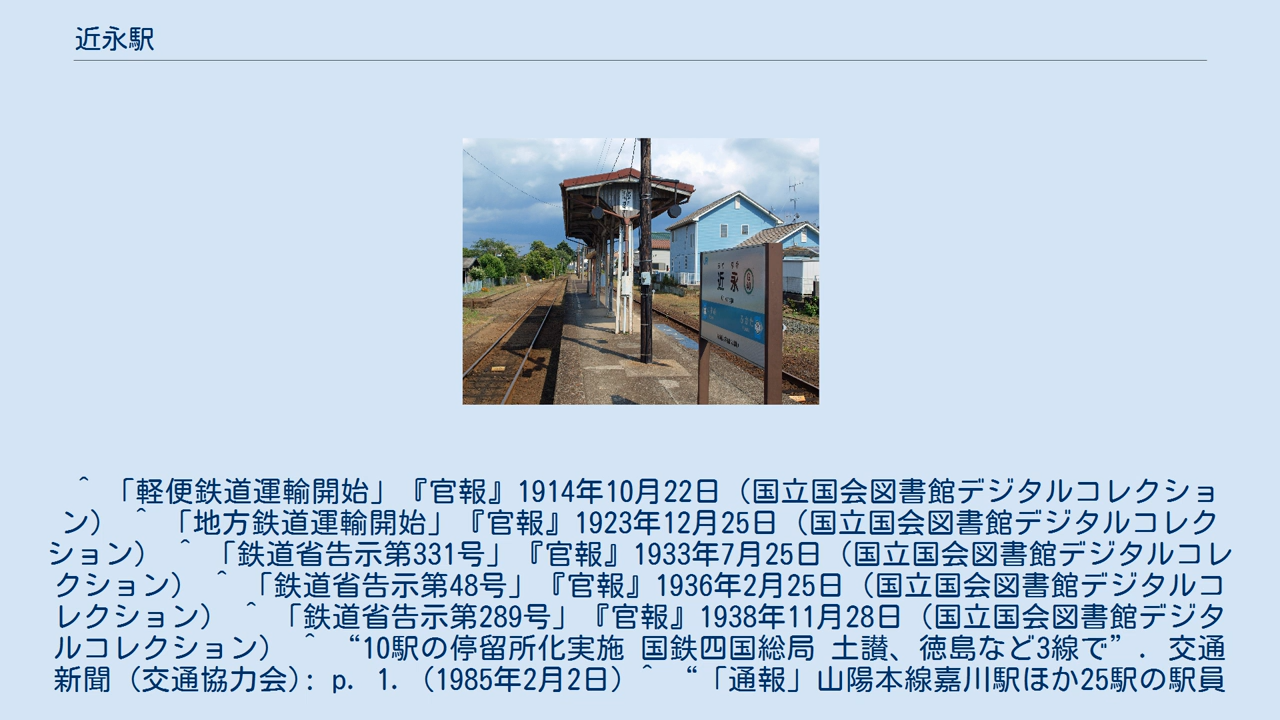 近永駅
近永
^ 「軽便鉄道運輸開始」『官報』1914年10月22日（国立国会図書館デジタルコレクショ
ン） ^ 「地方鉄道運輸開始」『官報』1923年12月25日（国立国会図書館デジタルコレク
ション） ^ 「鉄道省告示第331号」『官報』1933年7月25日（国立国会図書館デジタルコレ
クション） ^ 「鉄道省告示第48号」『官報』1936年2月25日（国立国会図書館デジタルコ
レクション） ^ 「鉄道省告示第289号」『官報』1938年11月28日（国立国会図書館デジタ
ルコレクション） ^ “10駅の停留所化実施 国鉄四国総局 土讃、徳島など3線で”. 交通
新聞 (交通協力会): p. 1. (1985年2月2日) ^ “「通報」山陽本線嘉川駅ほか25駅の駅員